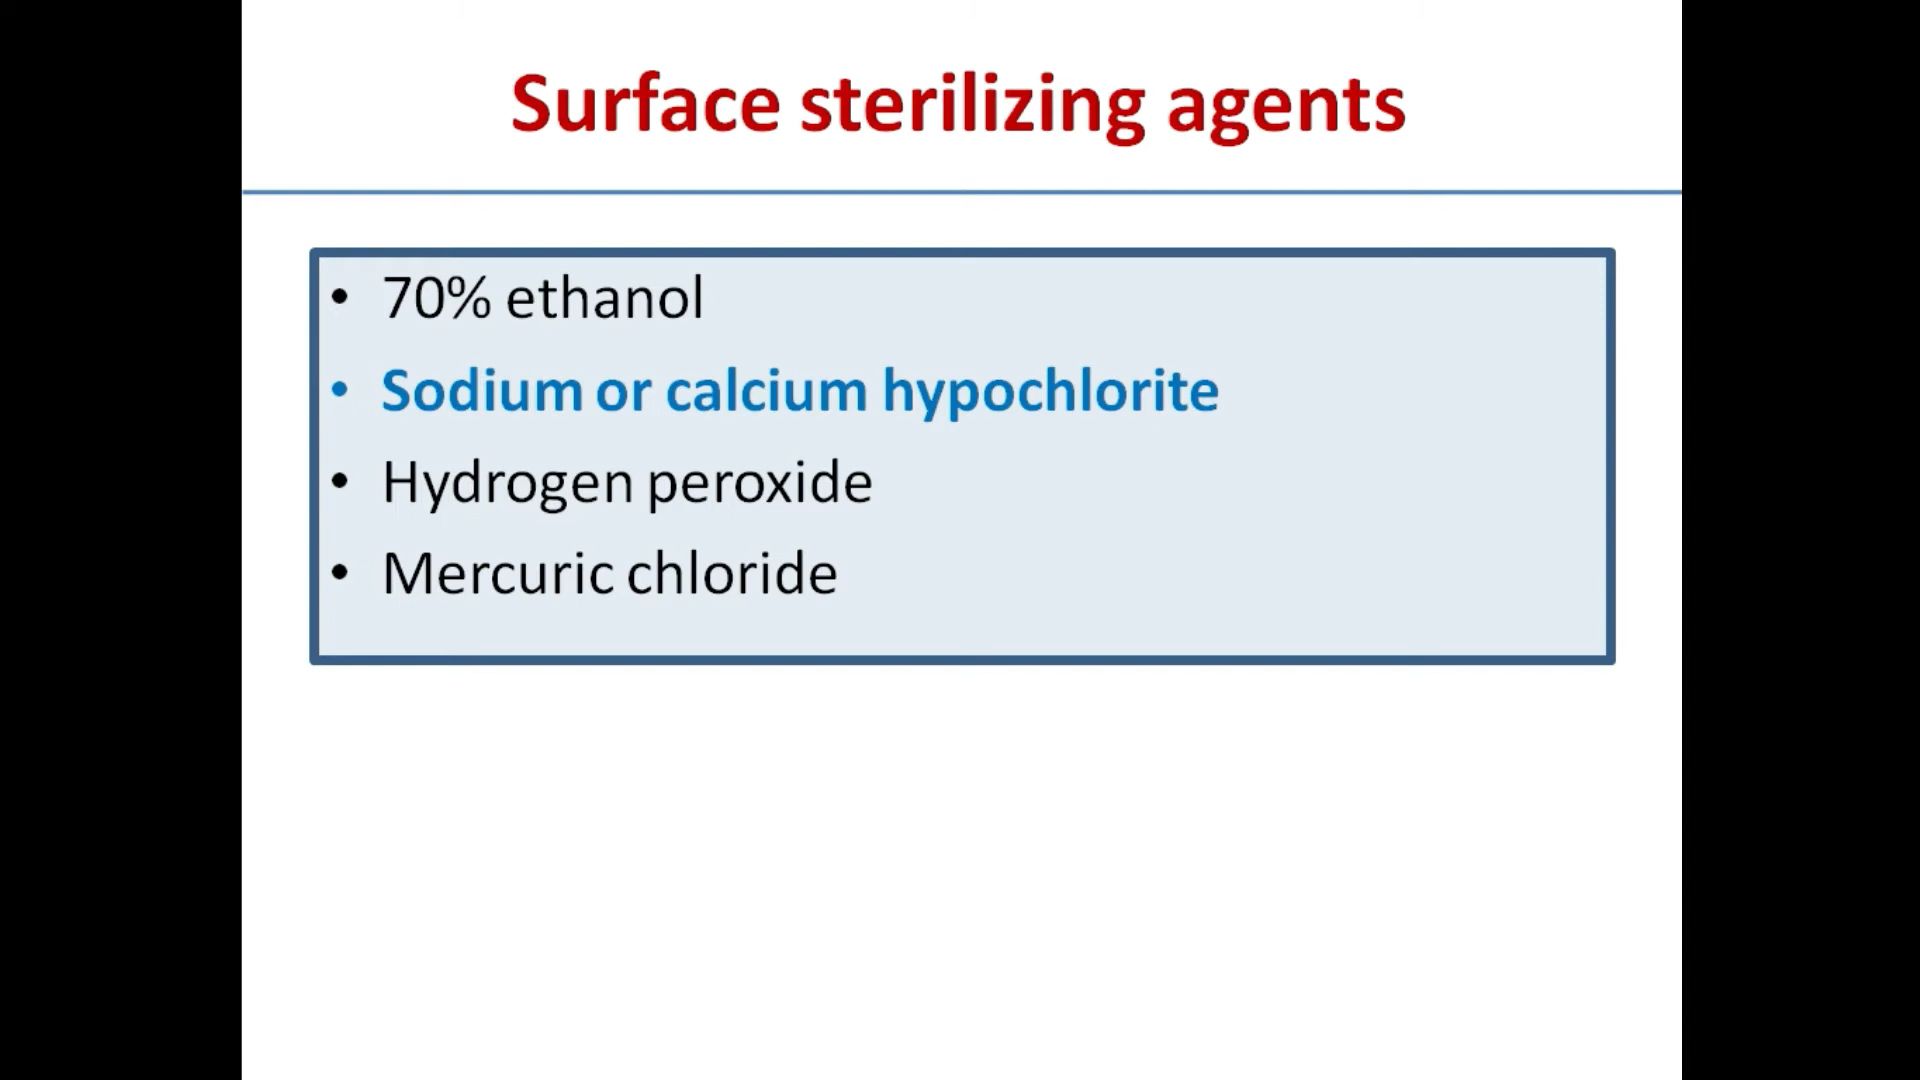 Surface sterilizing agents
• 70% ethanol
• Sodium or calcium hypochlorite
• Hydrogen peroxide
• Mercuric chloride